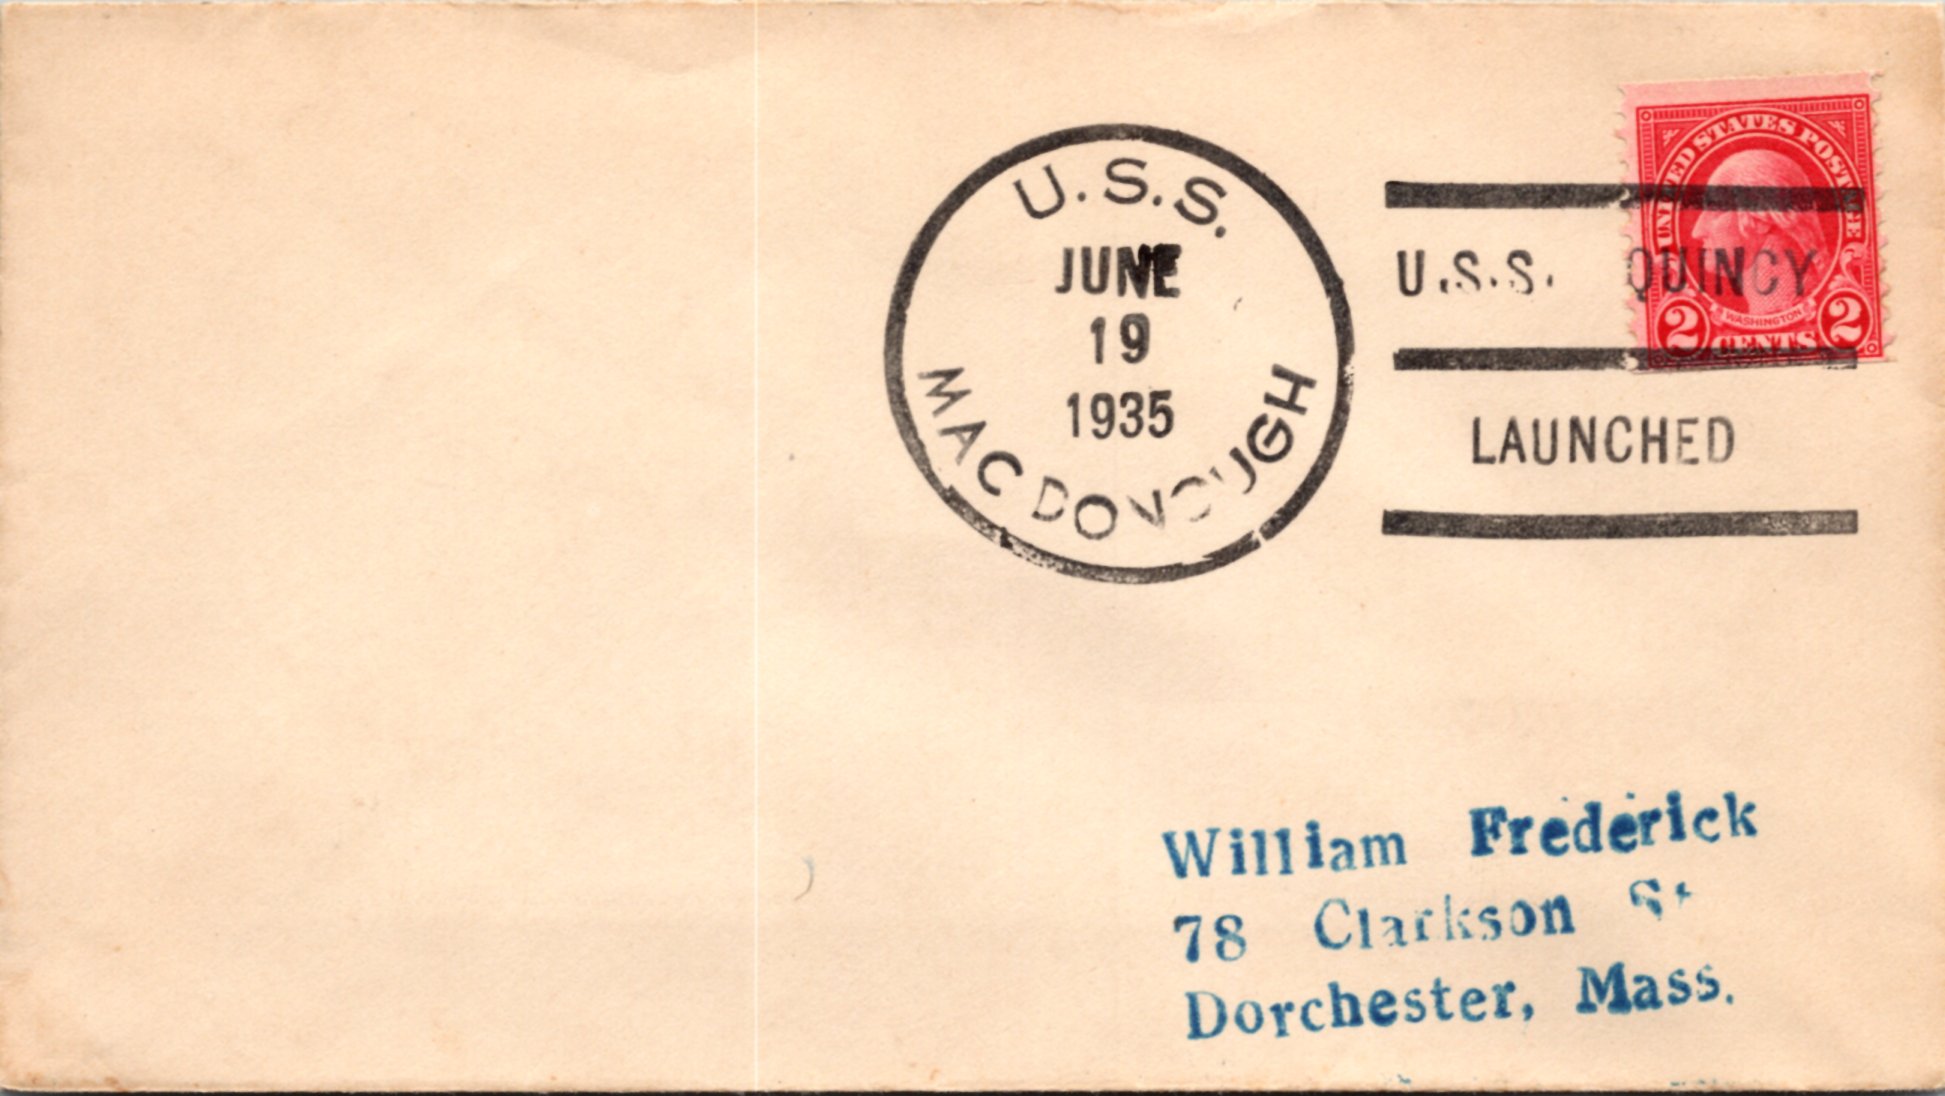 U.S.S.
JUNE
19
1935
MACDONOUGH
U.S.S. QUINCY
LAUNCHED
UNITED STATES POSTAGE
WASHINGTON
2 CENTS 2
William Frederick
78 Clarkson St
Dorchester, Mass.